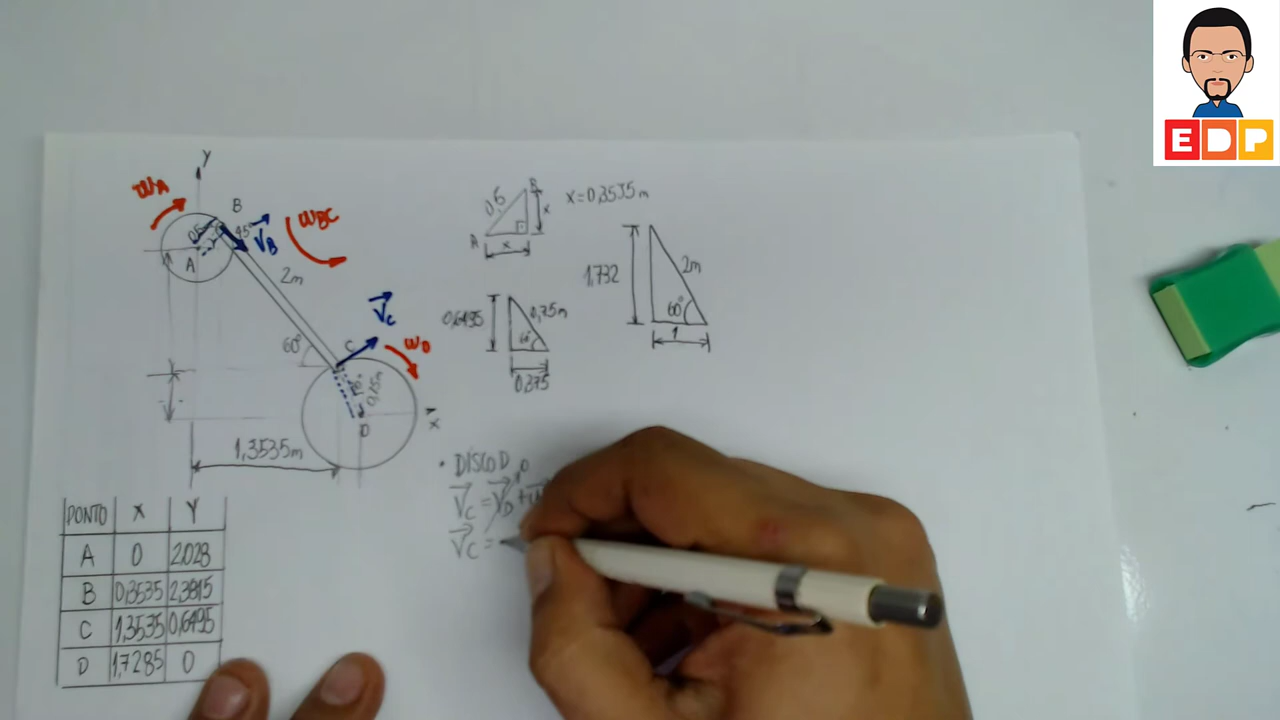 Y
ωA
B
ωBC
45°
VB
A
2m
60°
VC
C
ωD
0,75m
D
X
1,3535m
0,6
B
x
x=0,3535m
A
x
0,6495
0,75m
60°
0,375
1,732
2m
60°
1
• DISCO D
VC = VD 0 +
VC =
PONTO X Y
A 0 2,028
B 0,3535 2,3815
C 1,3535 0,6495
D 1,7285 0
EDP